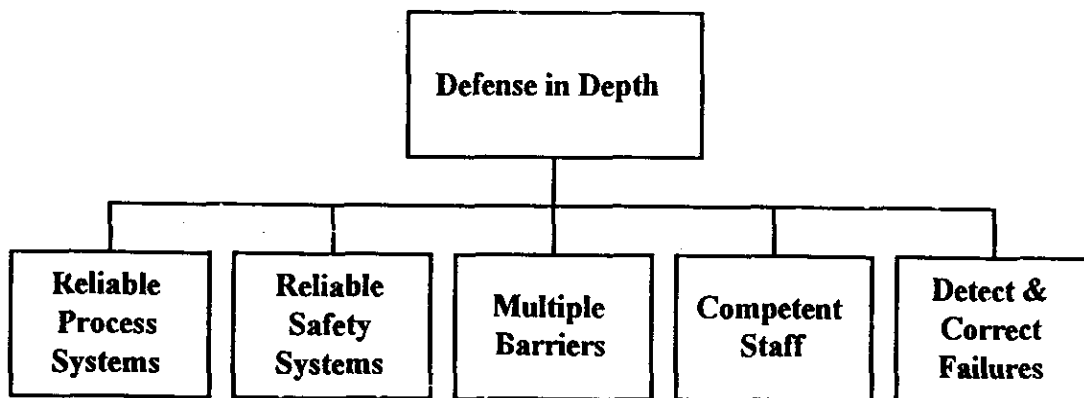 Defense in Depth
Reliable
Process
Systems
Reliable
Safety
Systems
Multiple
Barriers
Competent
Staff
Detect &
Correct
Failures